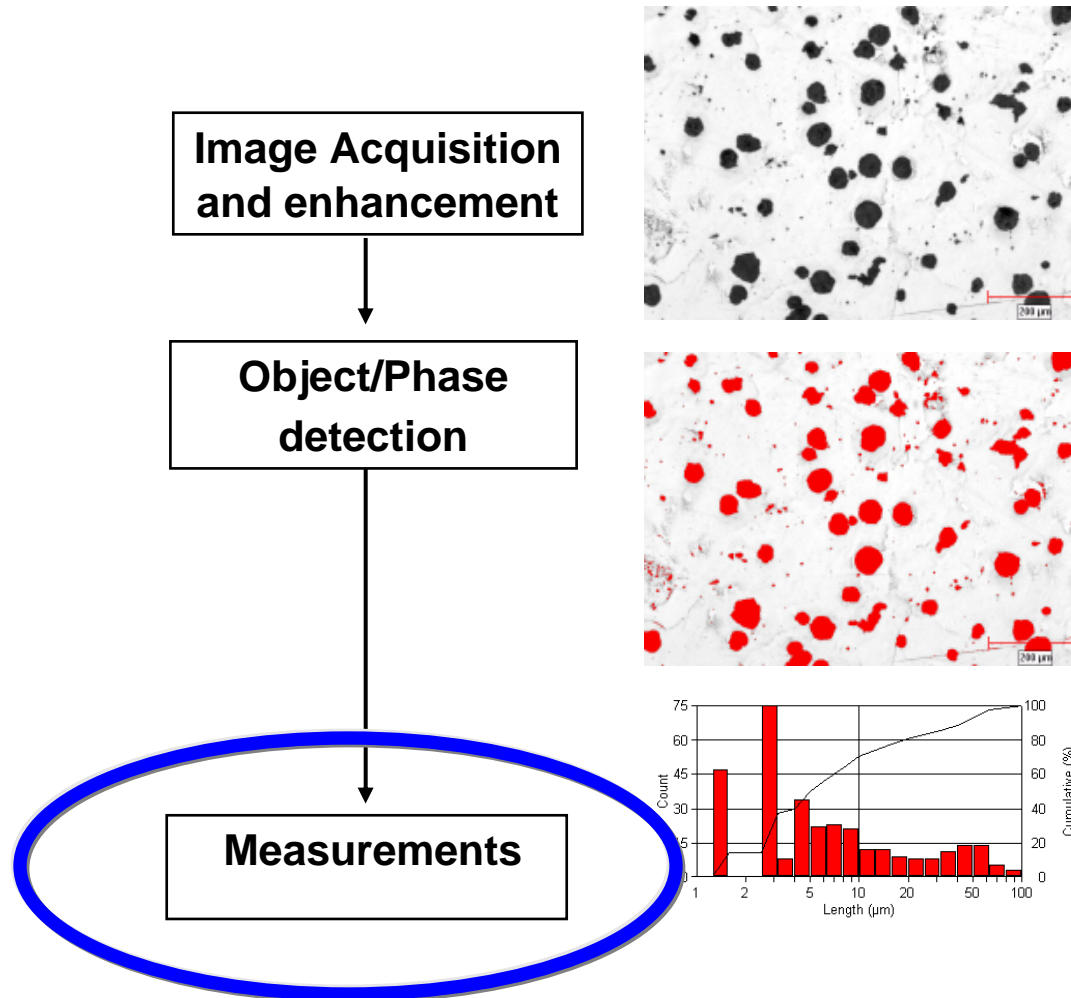 Image Acquisition
and enhancement
200 µm
Object/Phase
detection
200 µm
Measurements
75
60
45
30
15
0
Count
100
80
60
40
20
0
Cumulative (%)
1 2 5 10 20 50 100
Length (µm)